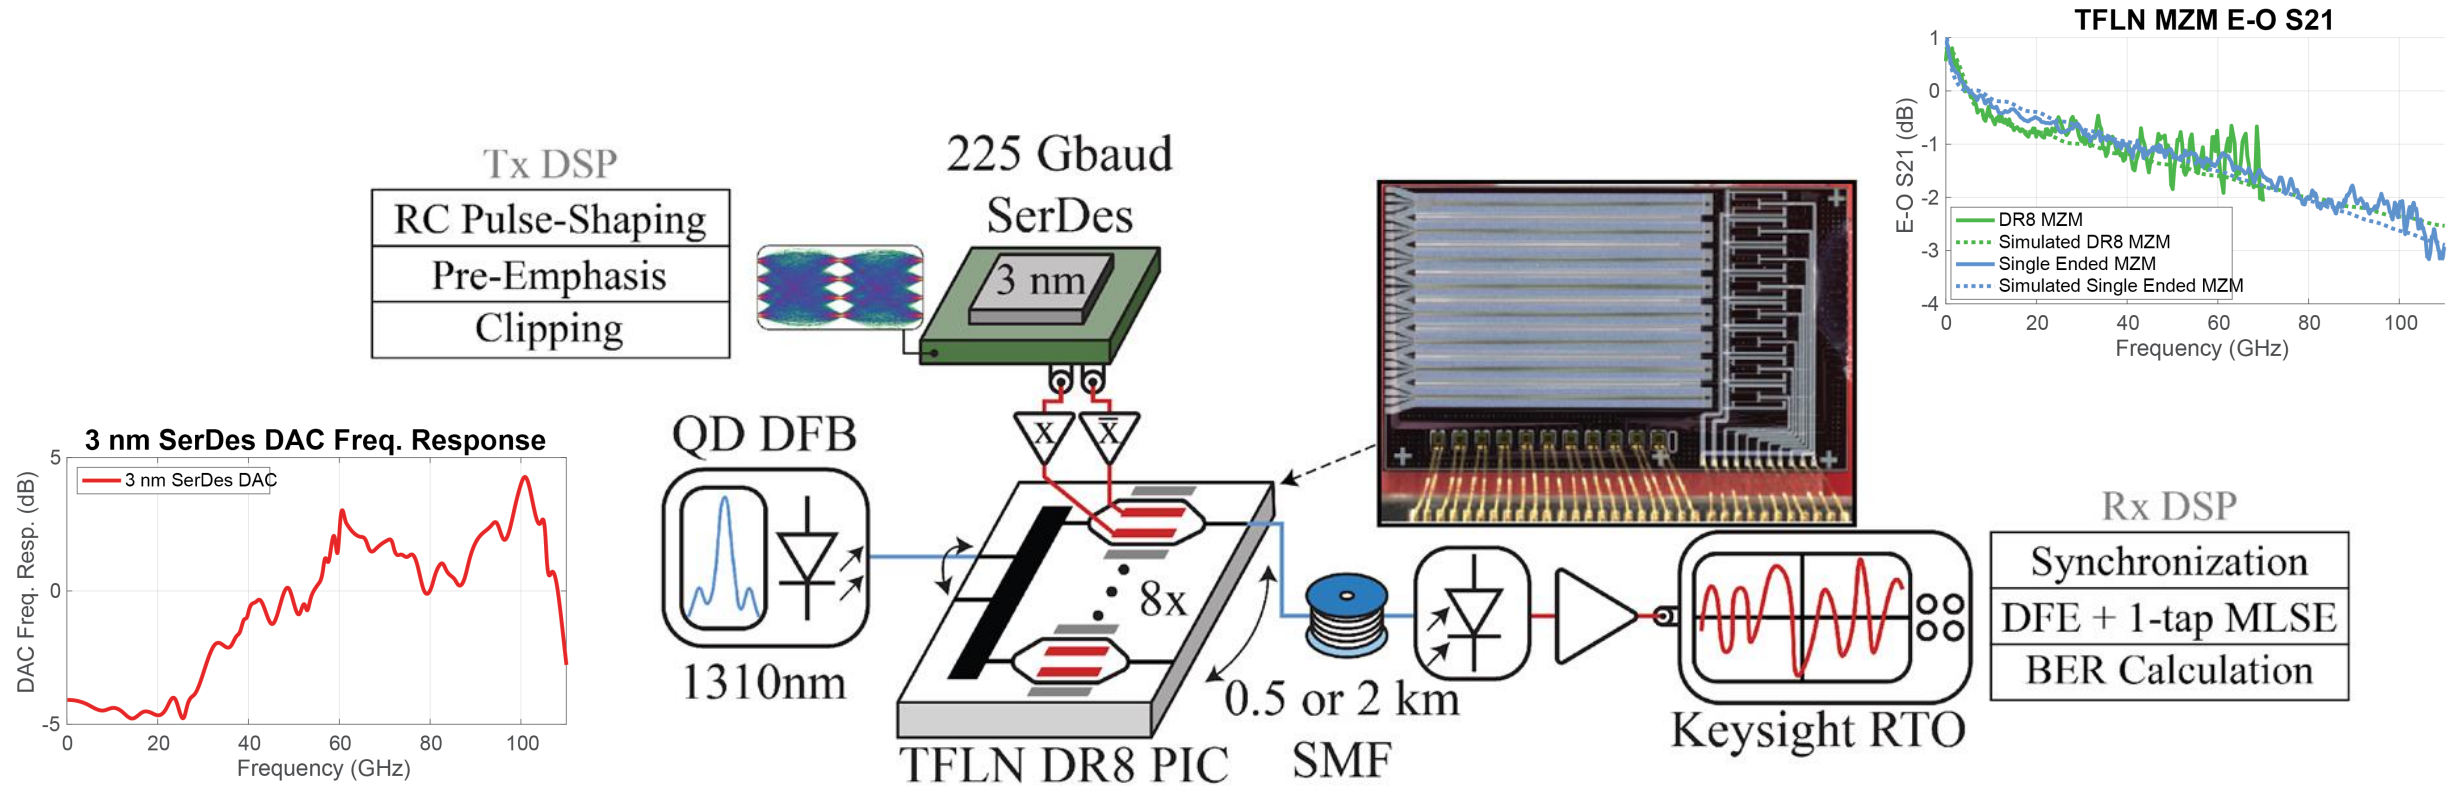 TFLN MZM E-O S21
E-O S21 (dB)
1
0
-1
-2
-3
-4
DR8 MZM
Simulated DR8 MZM
Single Ended MZM
Simulated Single Ended MZM
0 20 40 60 80 100
Frequency (GHz)
Tx DSP
RC Pulse-Shaping
Pre-Emphasis
Clipping
225 Gbaud
SerDes
3 nm
3 nm SerDes DAC Freq. Response
DAC Freq. Resp. (dB)
5
0
-5
3 nm SerDes DAC
0 20 40 60 80 100
Frequency (GHz)
QD DFB
1310nm
X X̅
8x
TFLN DR8 PIC
0.5 or 2 km
SMF
Keysight RTO
Rx DSP
Synchronization
DFE + 1-tap MLSE
BER Calculation